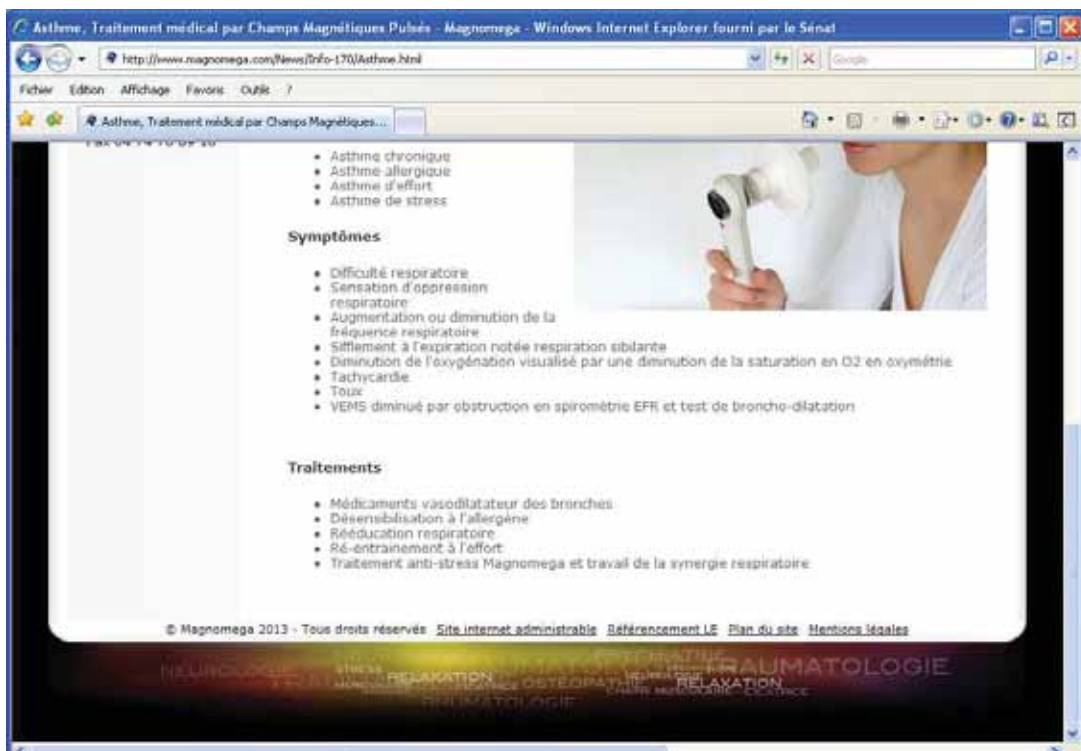 Asthme, Traitement médical par Champs Magnétiques Pulsés - Magnomega - Windows Internet Explorer fourni par le Sénat
http://www.magnomega.com/News/Info-170/Asthme.html
Google
Fichier Edition Affichage Favoris Outils ?
Asthme, Traitement médical par Champs Magnétiques...
• Asthme chronique
• Asthme allergique
• Asthme d'effort
• Asthme de stress
Symptômes
• Difficulté respiratoire
• Sensation d'oppression
respiratoire
• Augmentation ou diminution de la
fréquence respiratoire
• Sifflement à l'expiration notée respiration sibilante
• Diminution de l'oxygénation visualisé par une diminution de la saturation en O2 en oxymétrie
• Tachycardie
• Toux
• VEMS diminué par obstruction en spirométrie EFR et test de broncho-dilatation
Traitements
• Médicaments vasodilatateur des bronches
• Désensibilisation à l'allergène
• Rééducation respiratoire
• Ré-entrainement à l'effort
• Traitement anti-stress Magnomega et travail de la synergie respiratoire
© Magnomega 2013 - Tous droits réservés Site internet administrable Référencement LE Plan du site Mentions légales
NEUROLOGIE STRESS RELAXATION OSTEOPATHIE RELAXATION TRAUMATOLOGIE
CICATRICE